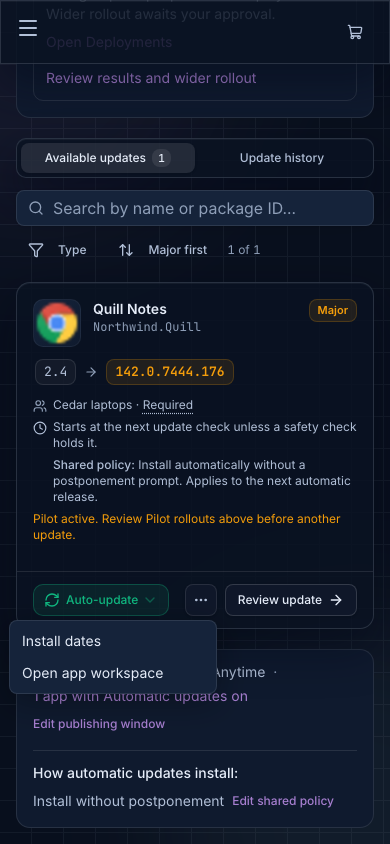 Wider rollout awaits your approval.
Open Deployments
Review results and wider rollout
Available updates 1
Update history
Search by name or package ID...
Type
Major first
1 of 1
Quill Notes
Major
Northwind.Quill
2.4 → 142.0.7444.176
Cedar laptops · Required
Starts at the next update check unless a safety check
holds it.
Shared policy: Install automatically without a
postponement prompt. Applies to the next automatic
release.
Pilot active. Review Pilot rollouts above before another
update.
Auto-update
...
Review update →
Install dates
Open app workspace
Anytime ·
1 app with Automatic updates on
Edit publishing window
How automatic updates install:
Install without postponement Edit shared policy